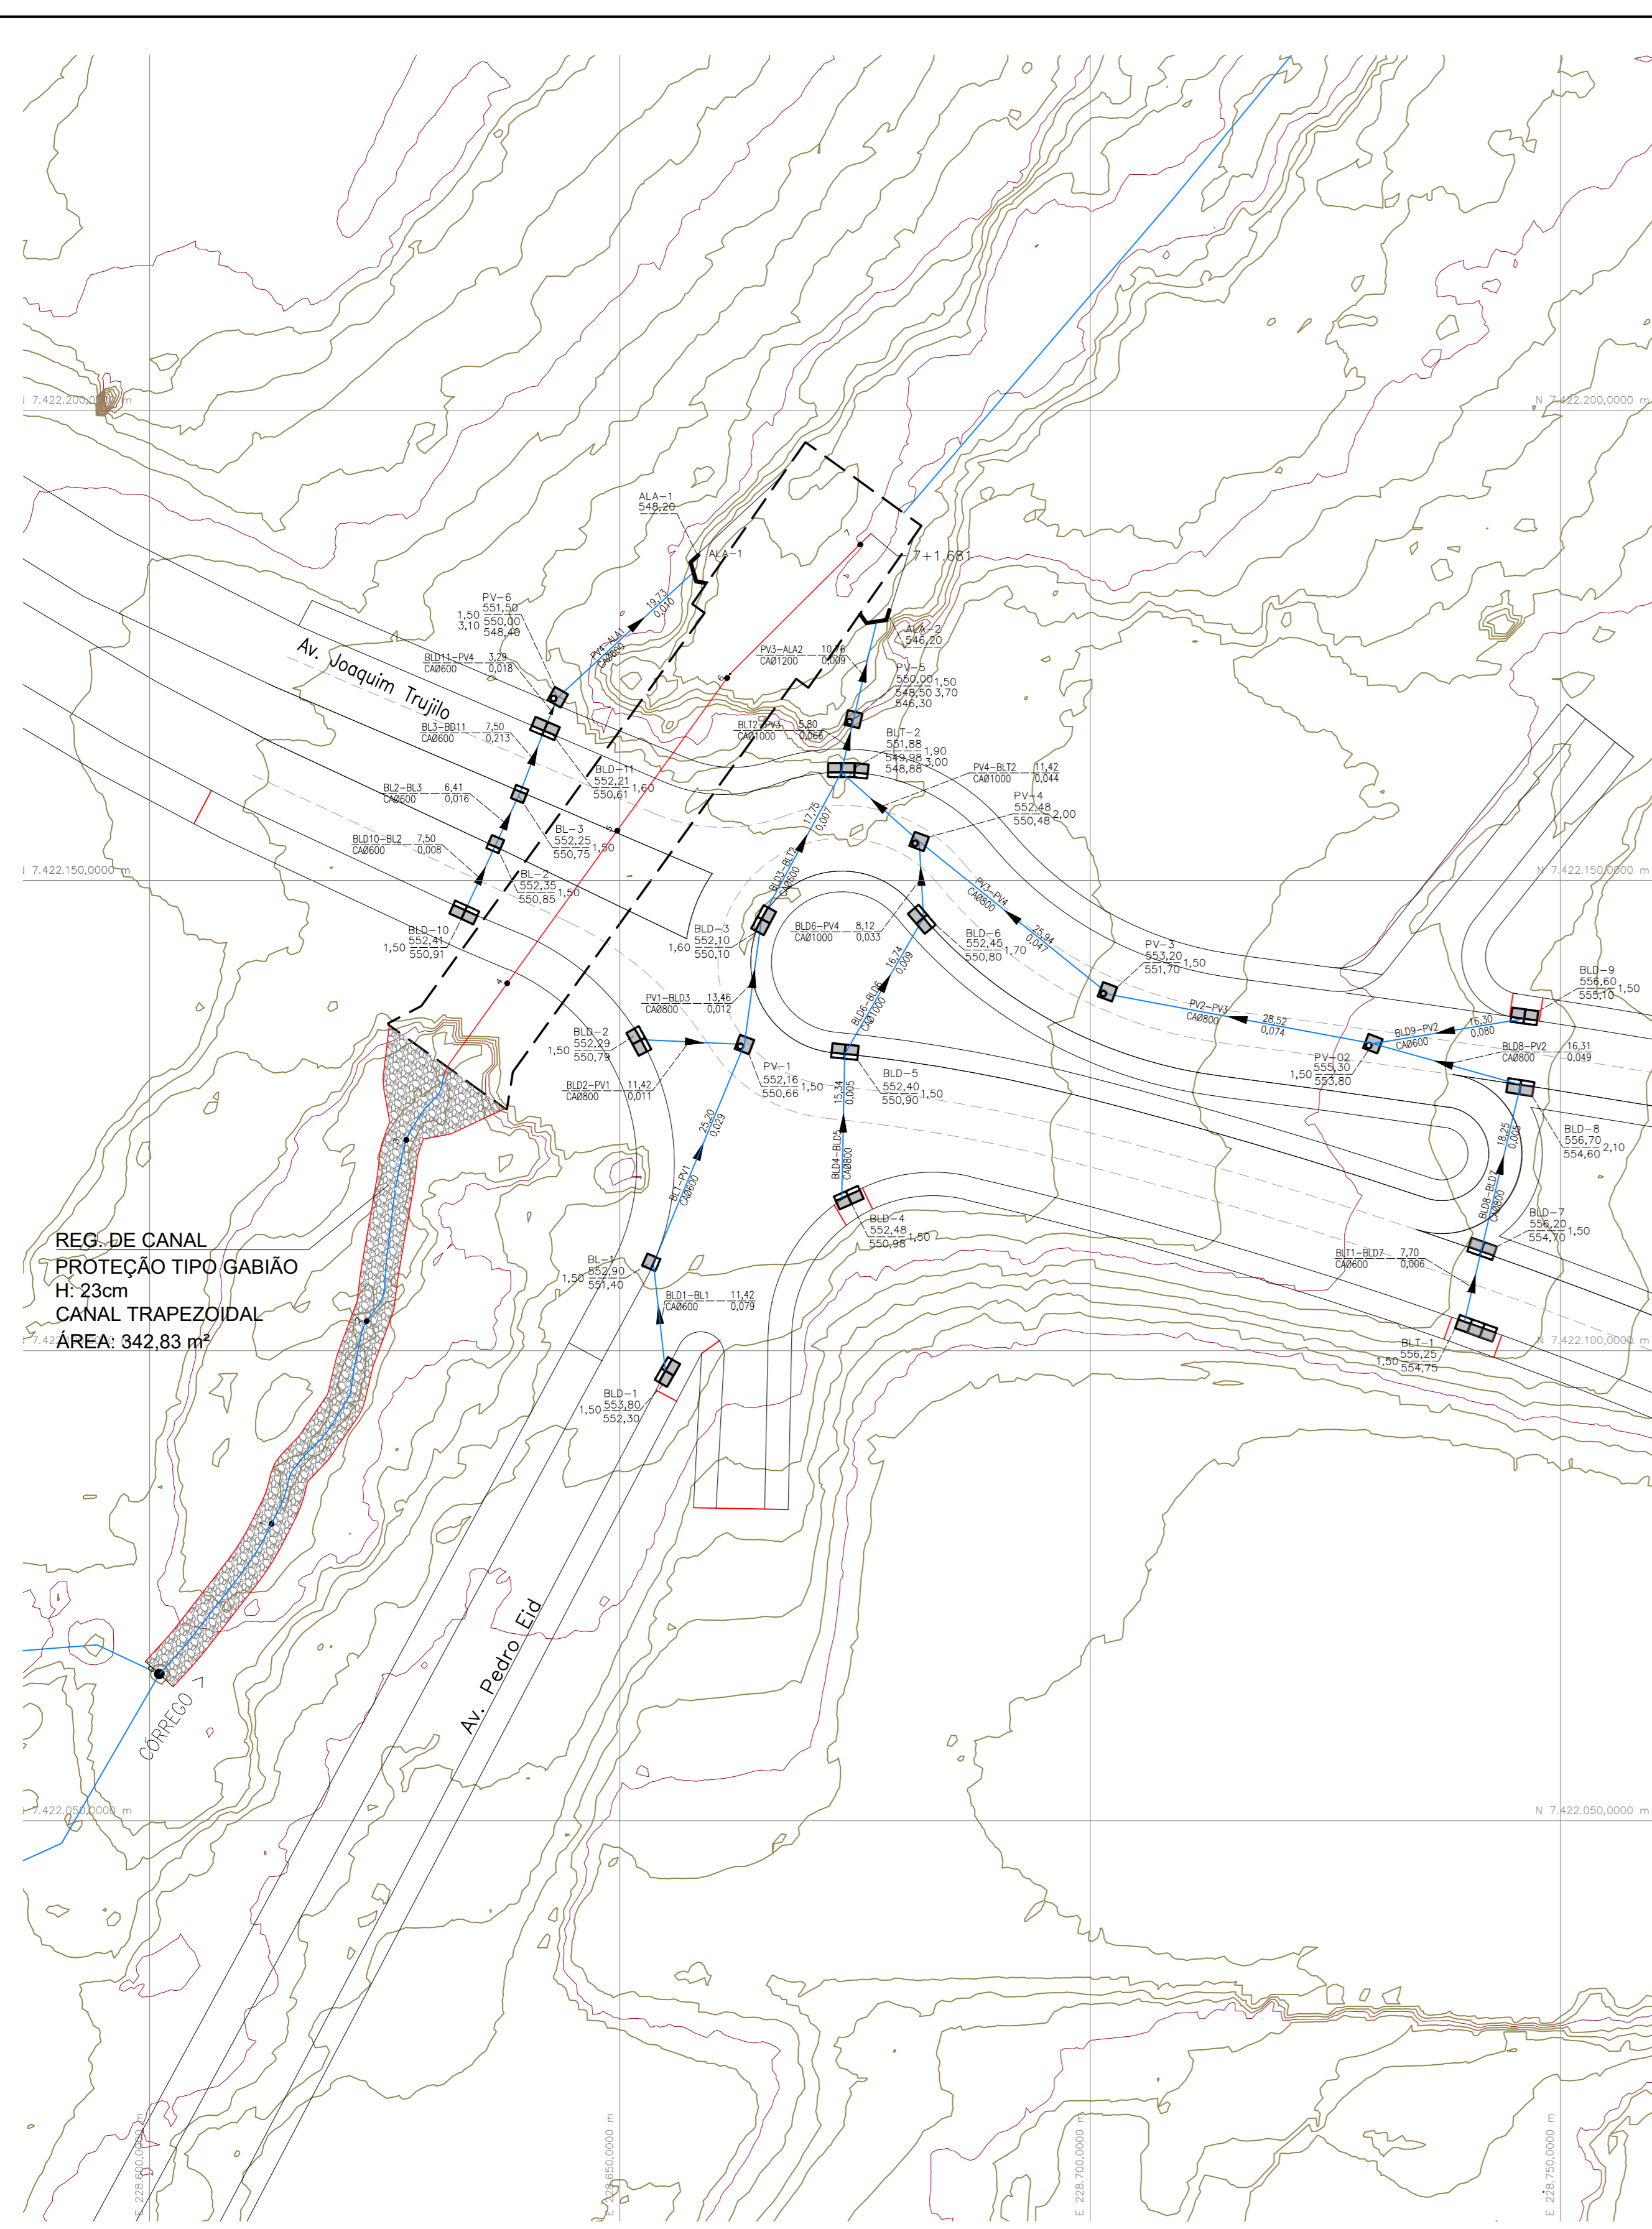 N 7.422.200,0000 m
N 7.422.200,0000 m
ALA-1
548,20
ALA-1
7
7+1.681
PV-6
551,50
1,50
550,00
3,10
548,40
19,73
0,010
PV4-ALA1
CAØ600
ALA-2
546,20
BLD11-PV4 3,29
CAØ600 0,018
PV3-ALA2 10,76
CAØ1200 0,009
Av. Joaquim Trujilo
6
PV-5
550,00
1,50
548,50
3,70
546,30
BL3-BD11 7,50
CAØ600 0,213
BLT2-PV3 5,80
CAØ1000 0,066
BLT-2
551,88
1,90
549,98
3,00
548,88
BLD-11
552,21
1,60
550,61
PV4-BLT2 11,42
CAØ1000 0,044
BL2-BL3 6,41
CAØ600 0,016
PV-4
552,48
2,00
550,48
17,75
0,007
BLD3-BLT2
CAØ600
5
BL-3
552,25
1,50
550,75
BLD10-BL2 7,50
CAØ600 0,008
N 7.422.150,0000 m
N 7.422.150,0000 m
BL-2
552,35
1,50
550,85
PV3-PV4
CAØ800
25,94
0,047
BLD-10
552,41
1,50
550,91
BLD-3
552,10
1,60
550,10
BLD6-PV4 8,12
CAØ1000 0,033
BLD-6
552,45
1,70
550,80
PV-3
553,20
1,50
551,70
16,74
0,009
BLD6-BLD6
CAØ1000
4
BLD-9
556,60
1,50
555,10
PV1-BLD3 13,46
CAØ800 0,012
PV2-PV3
CAØ800
28,52
0,074
BLD9-PV2
CAØ600
16,30
0,080
BLD-2
552,29
1,50
550,79
BLD8-PV2 16,31
CAØ800 0,049
PV-02
555,30
1,50
553,80
PV-1
552,16
1,50
550,66
BLD-5
552,40
1,50
550,90
BLD2-PV1 11,42
CAØ800 0,011
15,34
0,005
BLD4-BLD5
CAØ800
25,20
0,029
BL1-PV1
CAØ600
3
BLD-8
556,70
2,10
554,60
18,25
0,005
BLD8-BLD7
CAØ800
BLD-4
552,48
1,50
550,98
BLD-7
556,20
1,50
554,70
REG. DE CANAL
PROTEÇÃO TIPO GABIÃO
H: 23cm
CANAL TRAPEZOIDAL
ÁREA: 342,83 m²
BL-1
552,90
1,50
551,40
BLT1-BLD7 7,70
CAØ600 0,006
BLD1-BL1 11,42
CAØ600 0,079
2
N 7.422.100,0000 m
BLT-1
556,25
1,50
554,75
BLD-1
553,80
1,50
552,30
1
Av. Pedro Eid
CÓRREGO 7
N 7.422.050,0000 m
N 7.422.050,0000 m
E 228.600,0000 m
E 228.650,0000 m
E 228.700,0000 m
E 228.750,0000 m